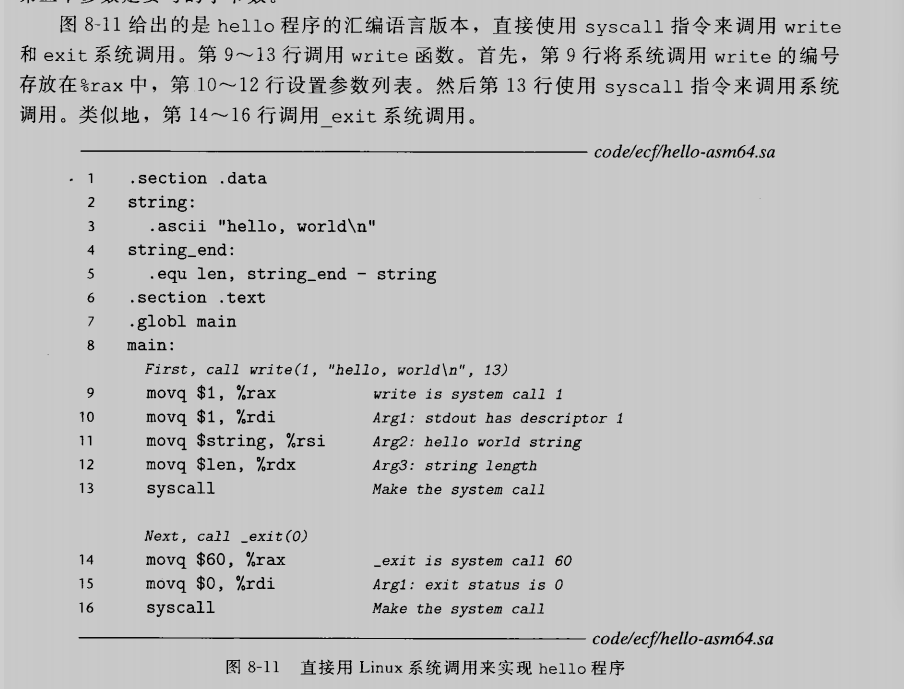 图 8-11 给出的是 hello 程序的汇编语言版本，直接使用 syscall 指令来调用 write
和 exit 系统调用。第 9～13 行调用 write 函数。首先，第 9 行将系统调用 write 的编号
存放在%rax 中，第 10～12 行设置参数列表。然后第 13 行使用 syscall 指令来调用系统
调用。类似地，第 14～16 行调用_exit 系统调用。
code/ecf/hello-asm64.sa
1 .section .data
2 string:
3 .ascii "hello, world\n"
4 string_end:
5 .equ len, string_end - string
6 .section .text
7 .globl main
8 main:
First, call write(1, "hello, world\n", 13)
9 movq $1, %rax write is system call 1
10 movq $1, %rdi Arg1: stdout has descriptor 1
11 movq $string, %rsi Arg2: hello world string
12 movq $len, %rdx Arg3: string length
13 syscall Make the system call
Next, call _exit(0)
14 movq $60, %rax _exit is system call 60
15 movq $0, %rdi Arg1: exit status is 0
16 syscall Make the system call
code/ecf/hello-asm64.sa
图 8-11 直接用 Linux 系统调用来实现 hello 程序